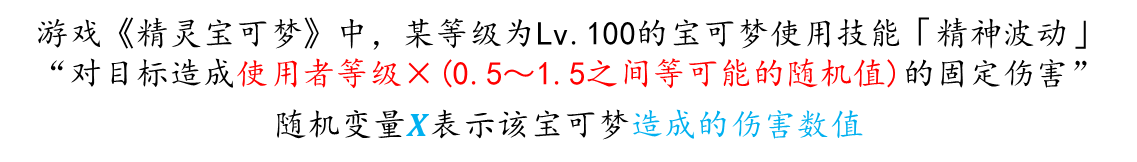 游戏《精灵宝可梦》中，某等级为Lv.100的宝可梦使用技能「精神波动」
“对目标造成使用者等级×(0.5～1.5之间等可能的随机值)的固定伤害”
随机变量X表示该宝可梦造成的伤害数值